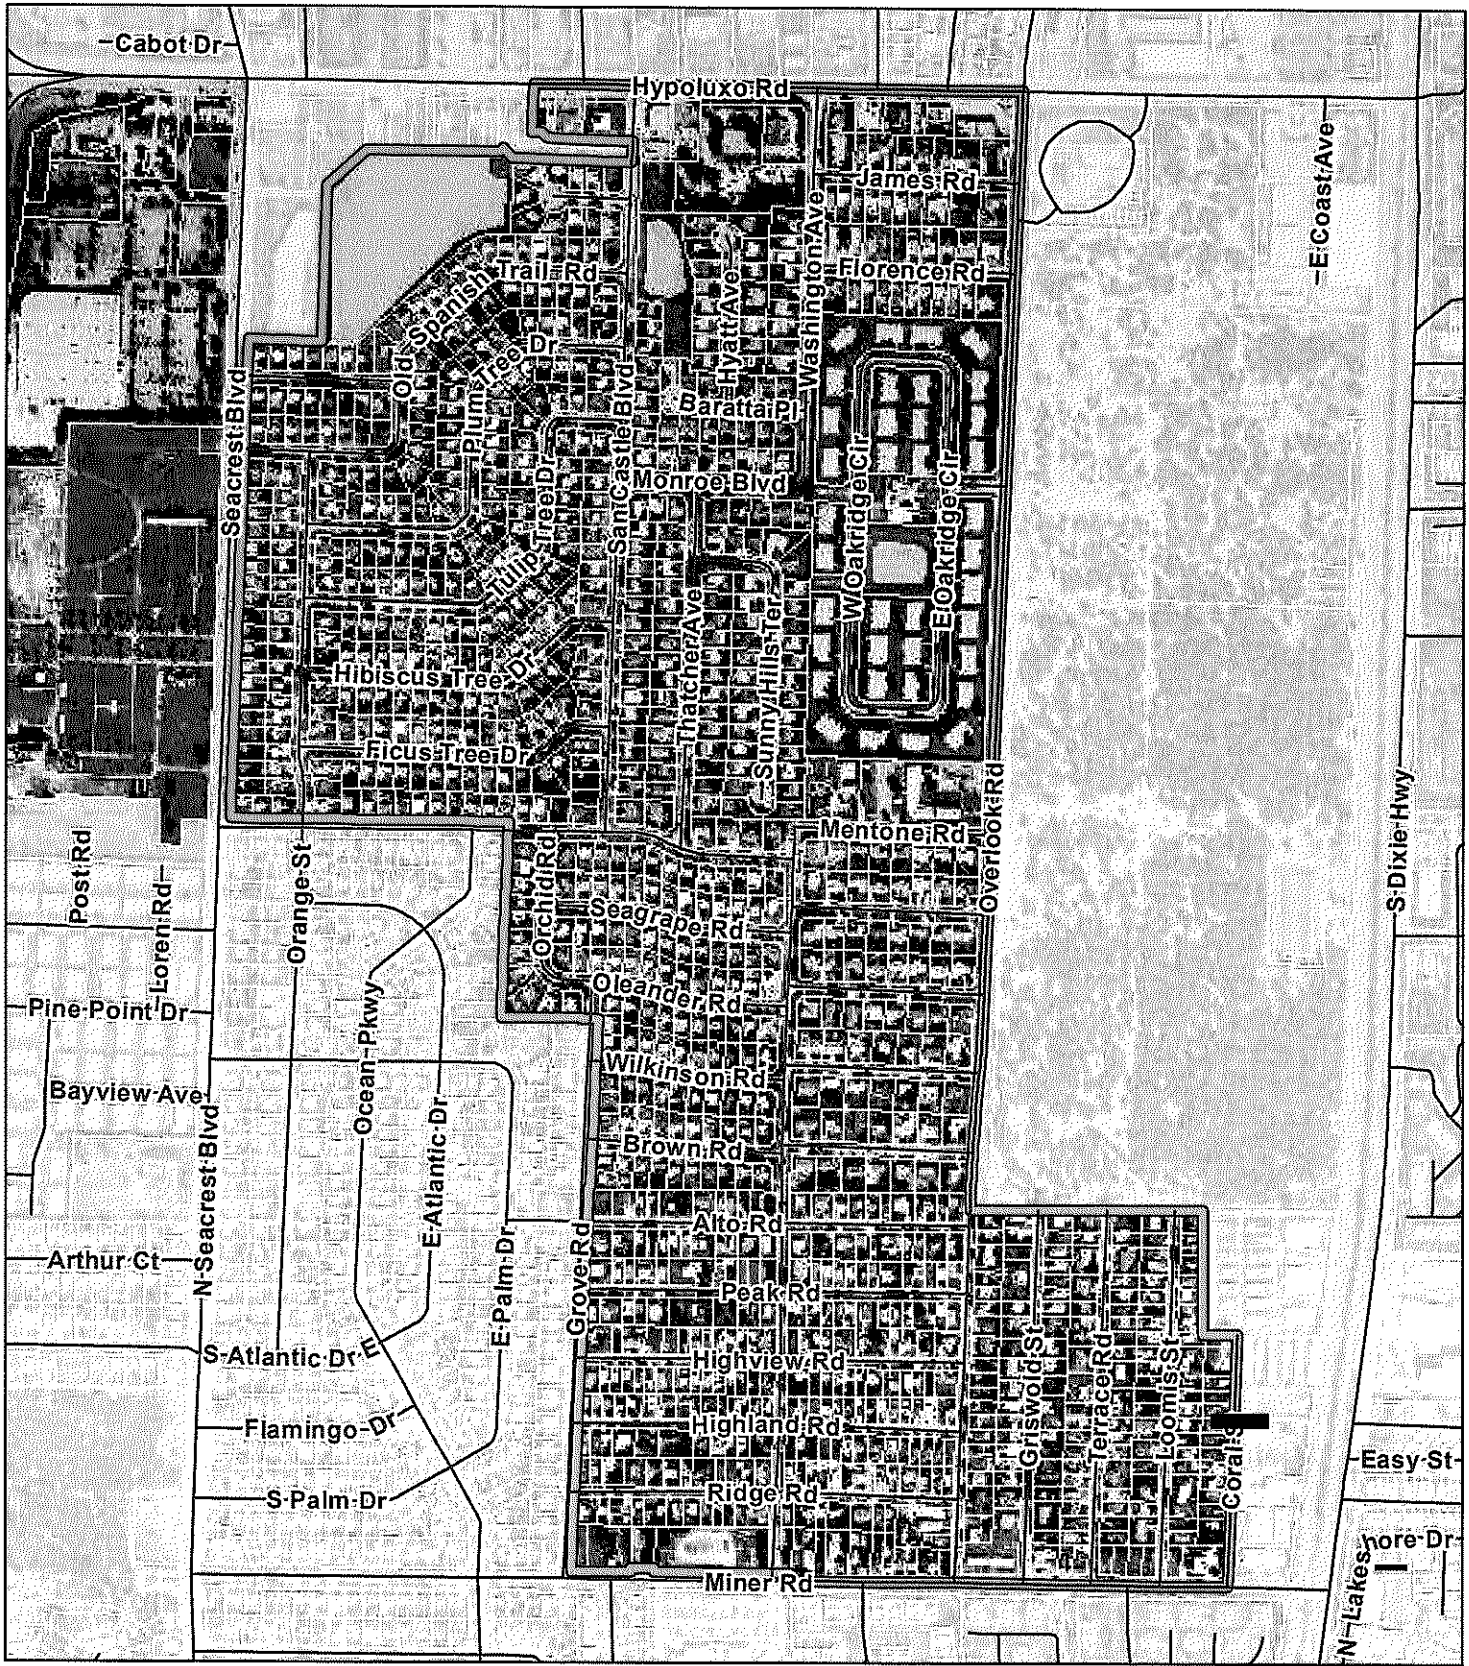 Cabot Dr
Hypoluxo Rd
James Rd
E Coast Ave
Washington Ave
Florence Rd
Trail Rd
Old Spanish
Hyatt Ave
Plum Tree Dr
Seacrest Blvd
San Castle Blvd
Baratta Pl
Monroe Blvd
W Oakridge Cir
E Oakridge Cir
Tulip Tree Dr
Thatcher Ave
Sunny Hills Ter
Hibiscus Tree Dr
Ficus Tree Dr
Overlook Rd
S Dixie Hwy
Mentone Rd
Post Rd
Loren Rd
Orange St
Orchid Rd
Seagrape Rd
Oleander Rd
Pine Point Dr
Ocean Pkwy
Wilkinson Rd
Bayview Ave
E Atlantic Dr
Brown Rd
N Seacrest Blvd
Alto Rd
Arthur Ct
E Palm Dr
Grove Rd
Peak Rd
S Atlantic Dr E
Highview Rd
Griswold St
Terrace Rd
Loomis St
Flamingo Dr
Highland Rd
Coral S
Easy St
S Palm Dr
Ridge Rd
hore Dr
Miner Rd
N Lakes